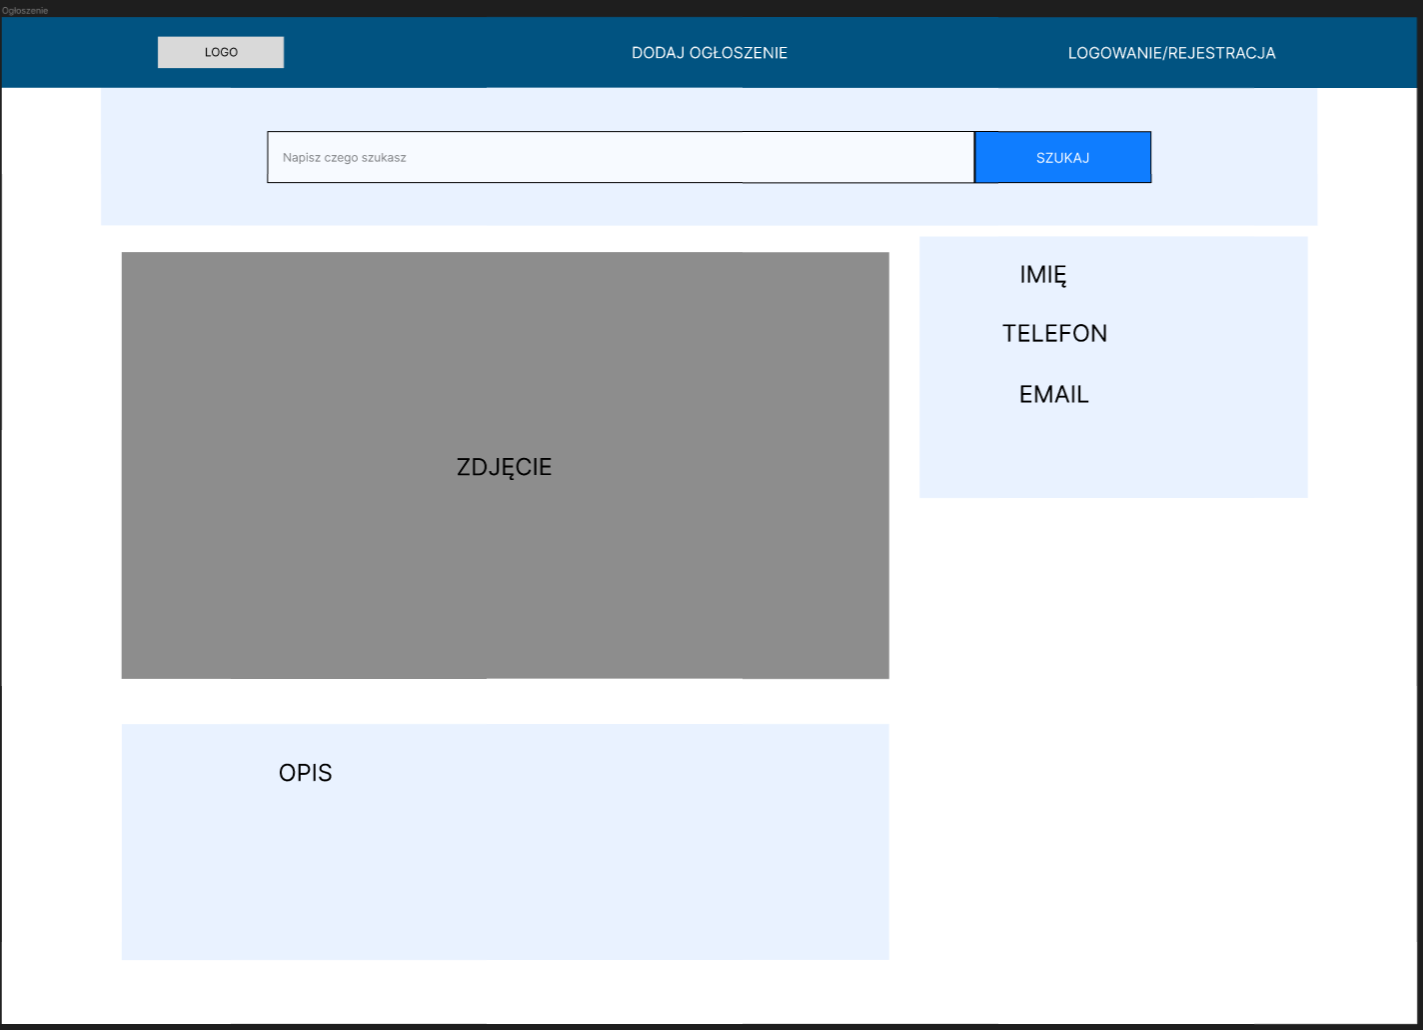 Ogłoszenie
LOGO
DODAJ OGŁOSZENIE
LOGOWANIE/REJESTRACJA
Napisz czego szukasz
SZUKAJ
IMIĘ
TELEFON
EMAIL
ZDJĘCIE
OPIS